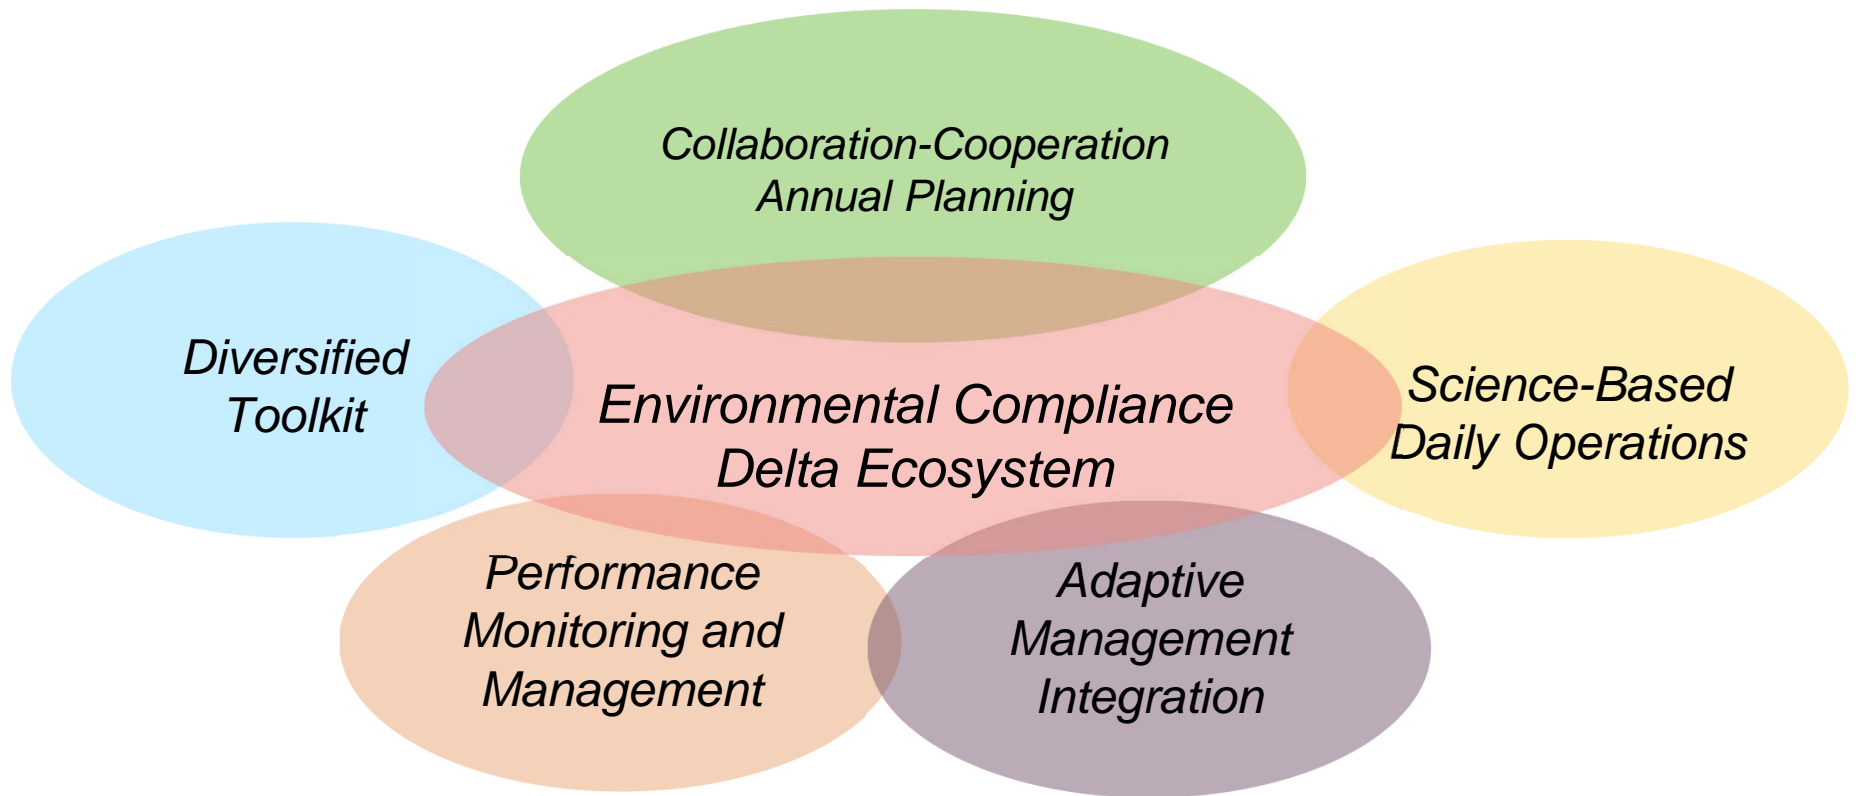 Collaboration-Cooperation
Annual Planning
Diversified
Toolkit
Environmental Compliance
Delta Ecosystem
Science-Based
Daily Operations
Performance
Monitoring and
Management
Adaptive
Management
Integration